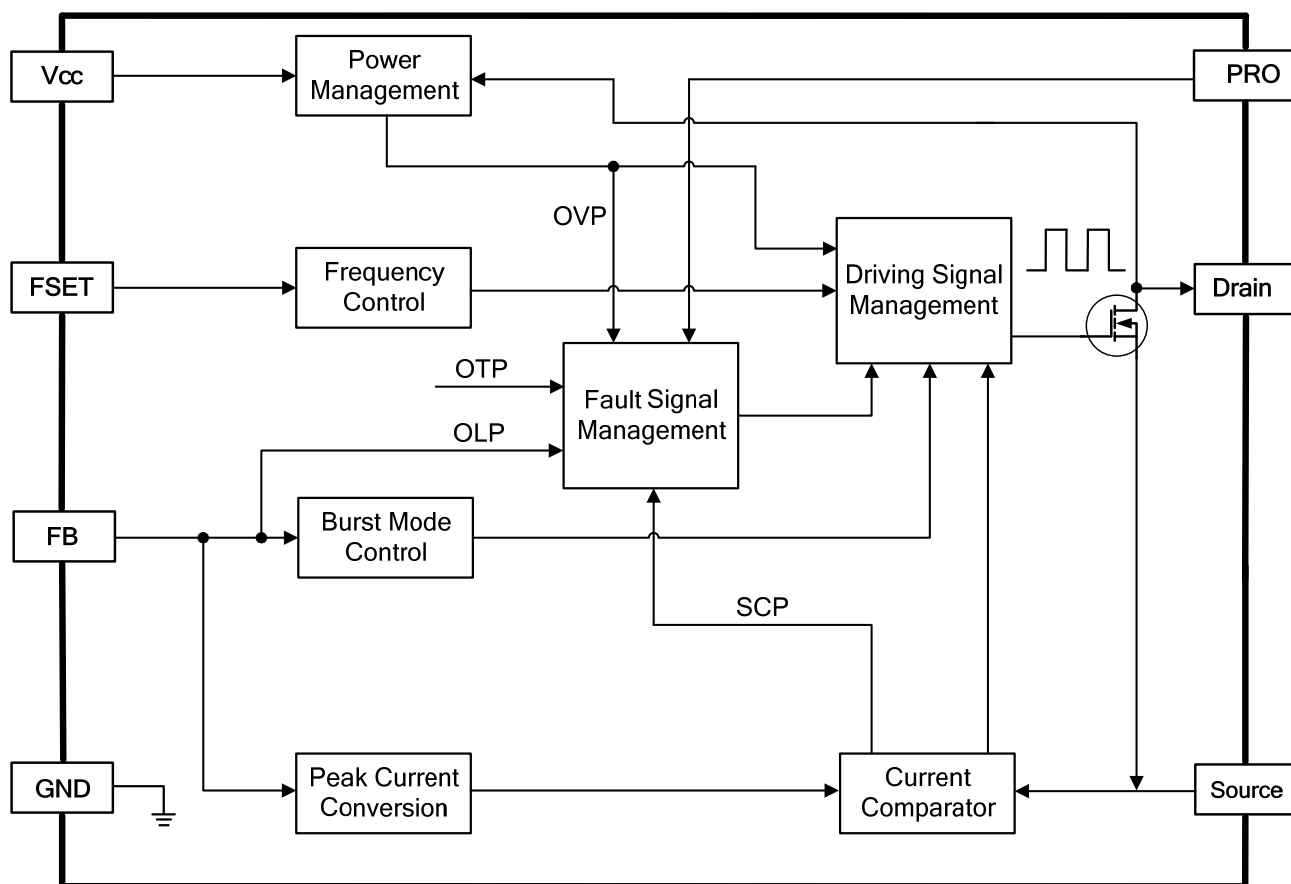 Vcc
Power
Management
PRO
OVP
FSET
Frequency
Control
Driving Signal
Management
Drain
OTP
Fault Signal
Management
OLP
FB
Burst Mode
Control
SCP
GND
Peak Current
Conversion
Current
Comparator
Source